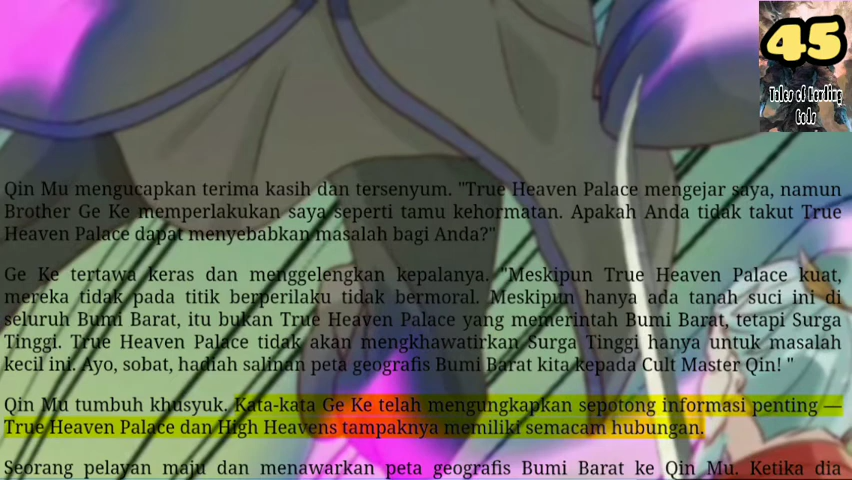 45
Tales of Herding
Gods
Qin Mu mengucapkan terima kasih dan tersenyum. "True Heaven Palace mengejar saya, namun
Brother Ge Ke memperlakukan saya seperti tamu kehormatan. Apakah Anda tidak takut True
Heaven Palace dapat menyebabkan masalah bagi Anda?"
Ge Ke tertawa keras dan menggelengkan kepalanya. "Meskipun True Heaven Palace kuat,
mereka tidak pada titik berperilaku tidak bermoral. Meskipun hanya ada tanah suci ini di
seluruh Bumi Barat, itu bukan True Heaven Palace yang memerintah Bumi Barat, tetapi Surga
Tinggi. True Heaven Palace tidak akan mengkhawatirkan Surga Tinggi hanya untuk masalah
kecil ini. Ayo, sobat, hadiah salinan peta geografis Bumi Barat kita kepada Cult Master Qin! "
Qin Mu tumbuh khusyuk. Kata-kata Ge Ke telah mengungkapkan sepotong informasi penting —
True Heaven Palace dan High Heavens tampaknya memiliki semacam hubungan.
Seorang pelayan maju dan menawarkan peta geografis Bumi Barat ke Qin Mu. Ketika dia